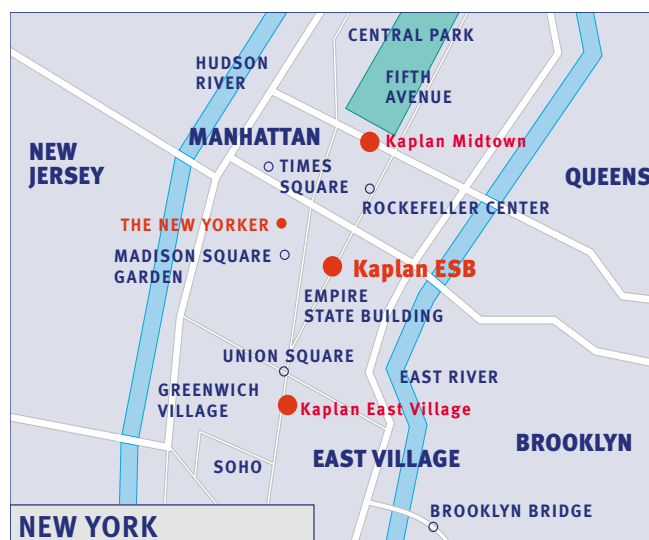 CENTRAL PARK
HUDSON
RIVER
FIFTH
AVENUE
MANHATTAN
Kaplan Midtown
NEW
JERSEY
TIMES
SQUARE
QUEENS
ROCKEFELLER CENTER
THE NEW YORKER
MADISON SQUARE
GARDEN
Kaplan ESB
EMPIRE
STATE BUILDING
UNION SQUARE
EAST RIVER
GREENWICH
VILLAGE
Kaplan East Village
BROOKLYN
EAST VILLAGE
SOHO
BROOKLYN BRIDGE
NEW YORK